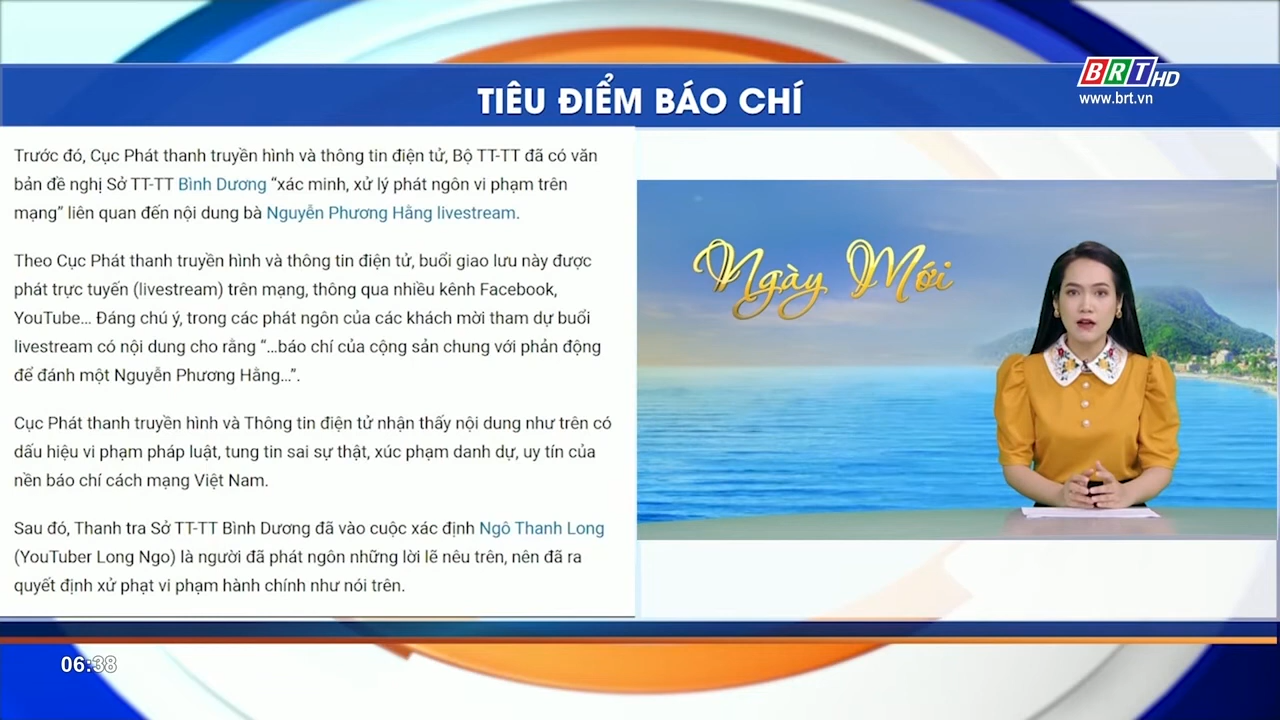 BRT HD
www.brt.vn
TIÊU ĐIỂM BÁO CHÍ
Trước đó, Cục Phát thanh truyền hình và thông tin điện tử, Bộ TT-TT đã có văn
bản đề nghị Sở TT-TT Bình Dương “xác minh, xử lý phát ngôn vi phạm trên
mạng” liên quan đến nội dung bà Nguyễn Phương Hằng livestream.
Theo Cục Phát thanh truyền hình và thông tin điện tử, buổi giao lưu này được
phát trực tuyến (livestream) trên mạng, thông qua nhiều kênh Facebook,
YouTube... Đáng chú ý, trong các phát ngôn của các khách mời tham dự buổi
livestream có nội dung cho rằng “...báo chí của cộng sản chung với phản động
để đánh một Nguyễn Phương Hằng...”.
Cục Phát thanh truyền hình và Thông tin điện tử nhận thấy nội dung như trên có
dấu hiệu vi phạm pháp luật, tung tin sai sự thật, xúc phạm danh dự, uy tín của
nền báo chí cách mạng Việt Nam.
Sau đó, Thanh tra Sở TT-TT Bình Dương đã vào cuộc xác định Ngô Thanh Long
(YouTuber Long Ngo) là người đã phát ngôn những lời lẽ nêu trên, nên đã ra
quyết định xử phạt vi phạm hành chính như nói trên.
Ngày Mới
06:38